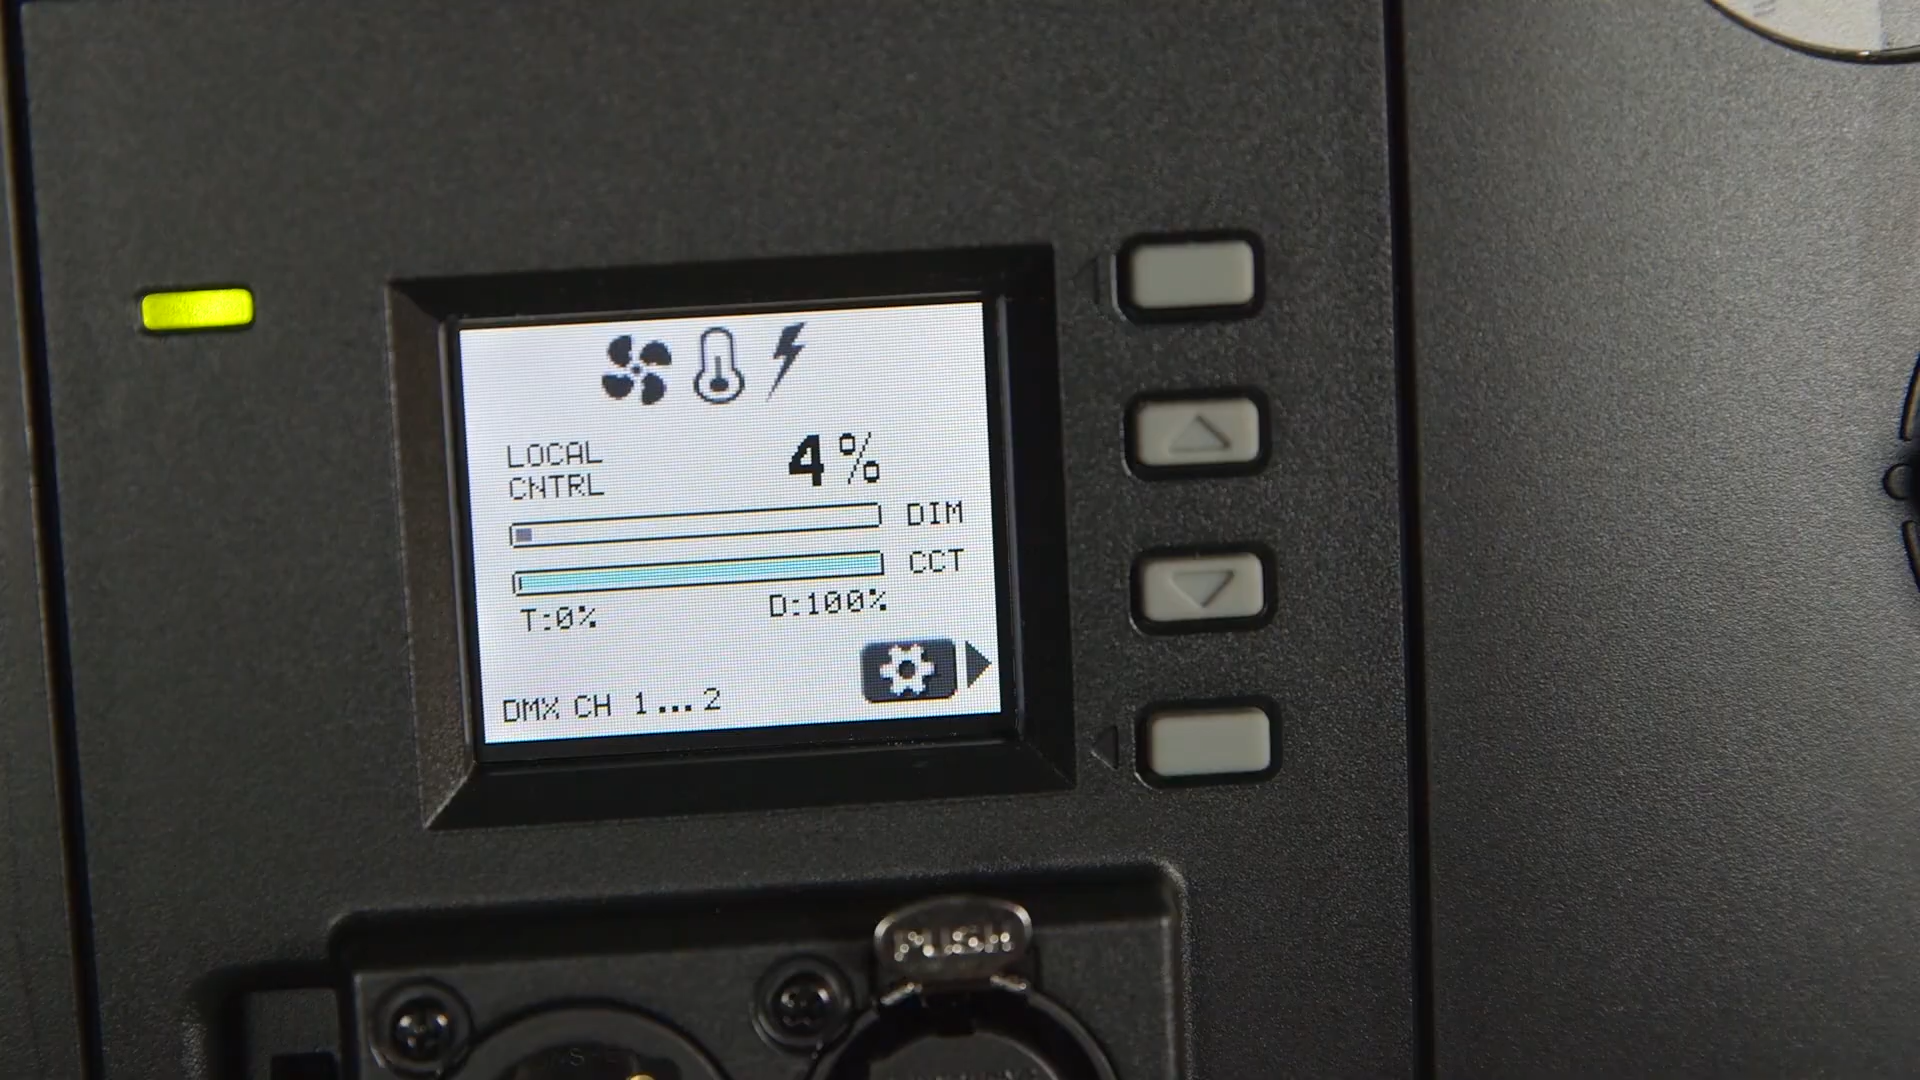 LOCAL
CNTRL
4%
DIM
CCT
T:0%
D:100%
DMX CH 1...2
PUSH